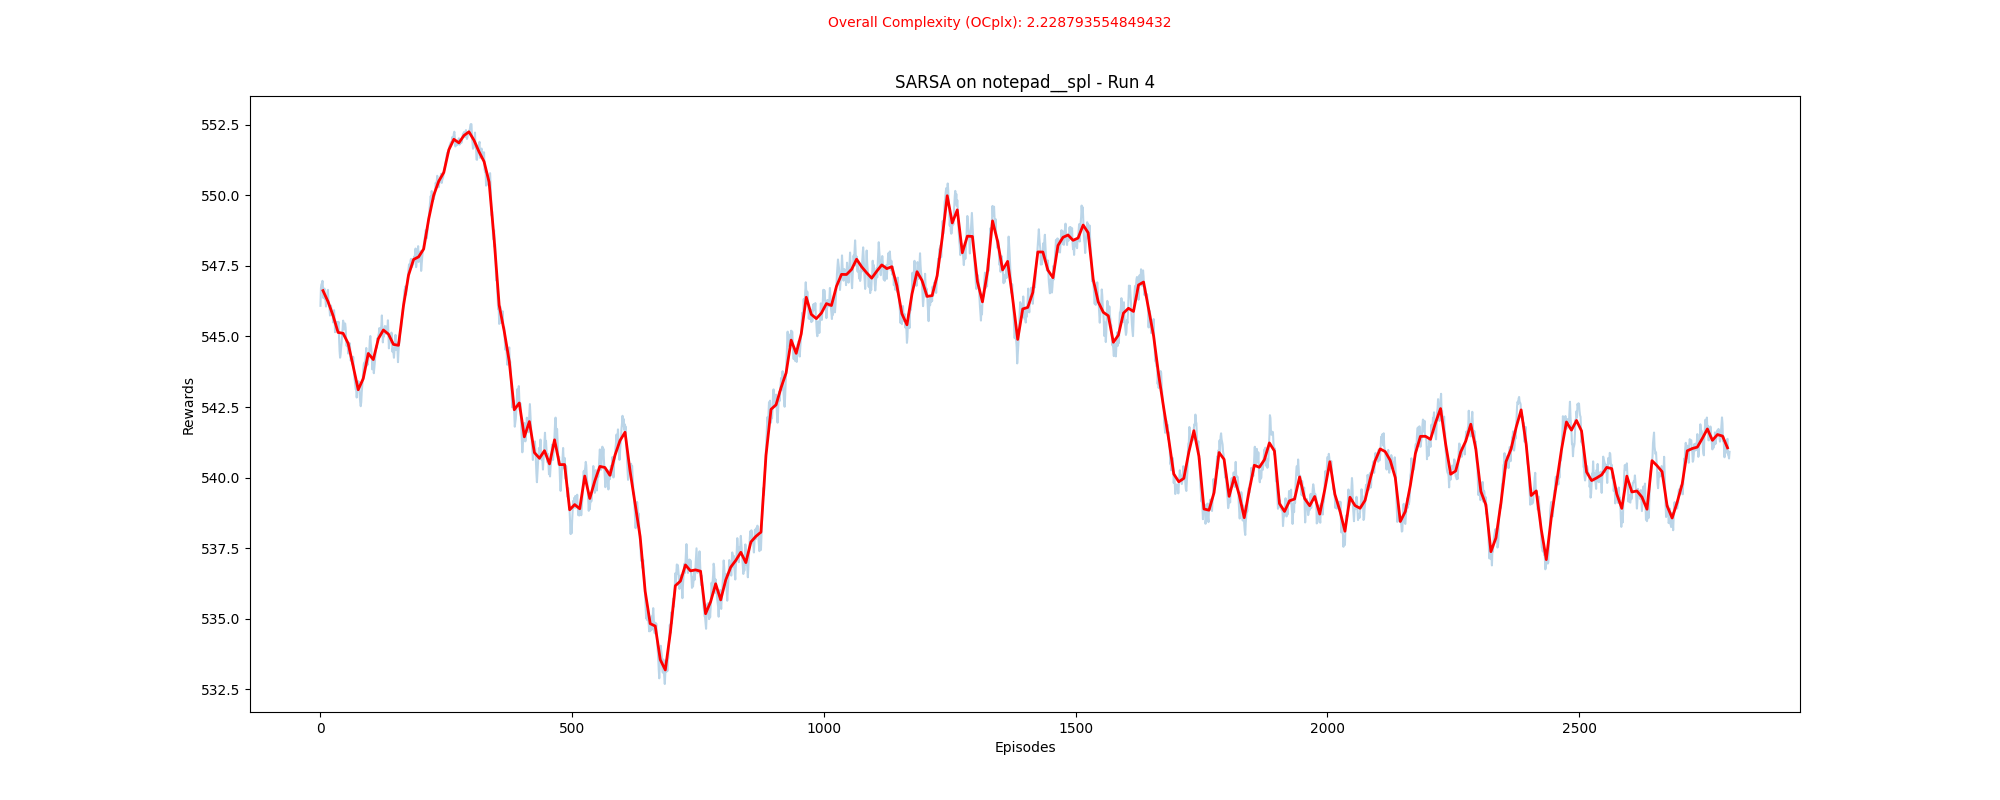 Overall Complexity (OCplx): 2.228793554849432
SARSA on notepad__spl - Run 4
552.5
550.0
547.5
545.0
542.5
540.0
537.5
535.0
532.5
Rewards
0 500 1000 1500 2000 2500
Episodes